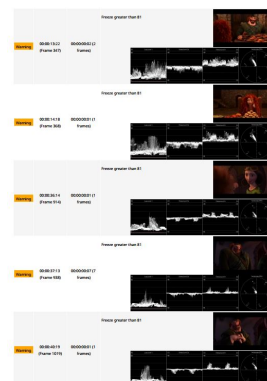 Freeze greater than 81
Warning
00:00:13:22
(Frame 347)
00:00:00:02 (2
frames)
Freeze greater than 81
Warning
00:00:14:18
(Frame 368)
00:00:00:01 (1
frames)
Freeze greater than 81
Warning
00:00:36:14
(Frame 914)
00:00:00:01 (1
frames)
Freeze greater than 81
Warning
00:00:37:13
(Frame 938)
00:00:00:07 (7
frames)
Freeze greater than 81
Warning
00:00:40:19
(Frame 1019)
00:00:00:01 (1
frames)